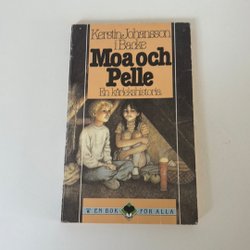 Kerstin Johansson
i Backe
Moa och
Pelle
En kärlekshistoria
EN BOK FÖR ALLA